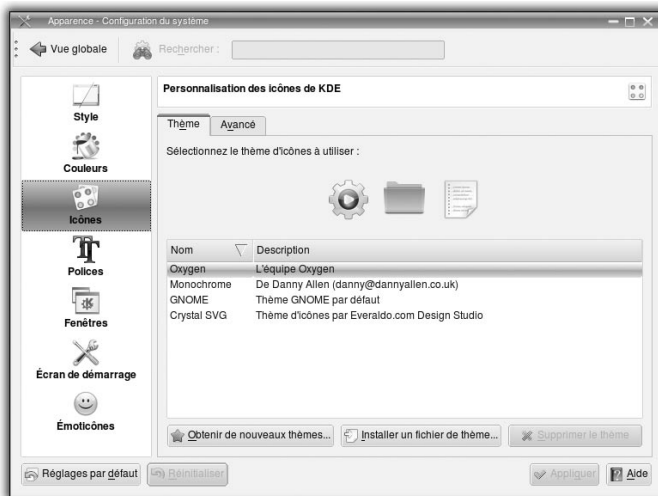 Apparence - Configuration du système
Vue globale
Rechercher :
Style
Couleurs
Icônes
Polices
Fenêtres
Écran de démarrage
Émoticônes
Personnalisation des icônes de KDE
Thème Avancé
Sélectionnez le thème d'icônes à utiliser :
Nom Description
Oxygen L'équipe Oxygen
Monochrome De Danny Allen (danny@dannyallen.co.uk)
GNOME Thème GNOME par défaut
Crystal SVG Thème d'icônes par Everaldo.com Design Studio
Obtenir de nouveaux thèmes... Installer un fichier de thème... Supprimer le thème
Réglages par défaut Réinitialiser Appliquer Aide